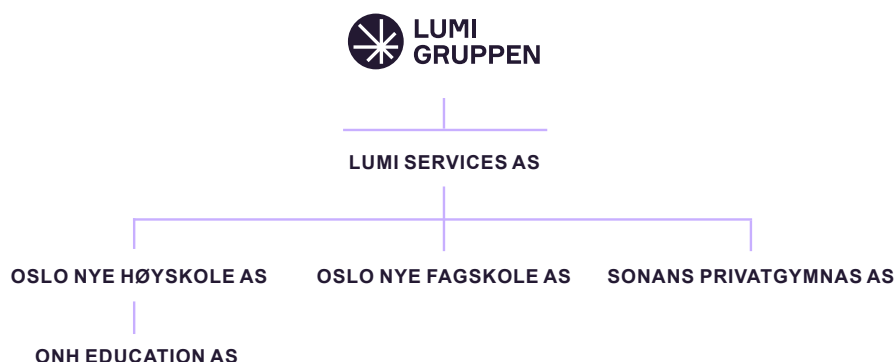 LUMI
GRUPPEN
LUMI SERVICES AS
OSLO NYE HØYSKOLE AS
OSLO NYE FAGSKOLE AS
SONANS PRIVATGYMNAS AS
ONH EDUCATION AS